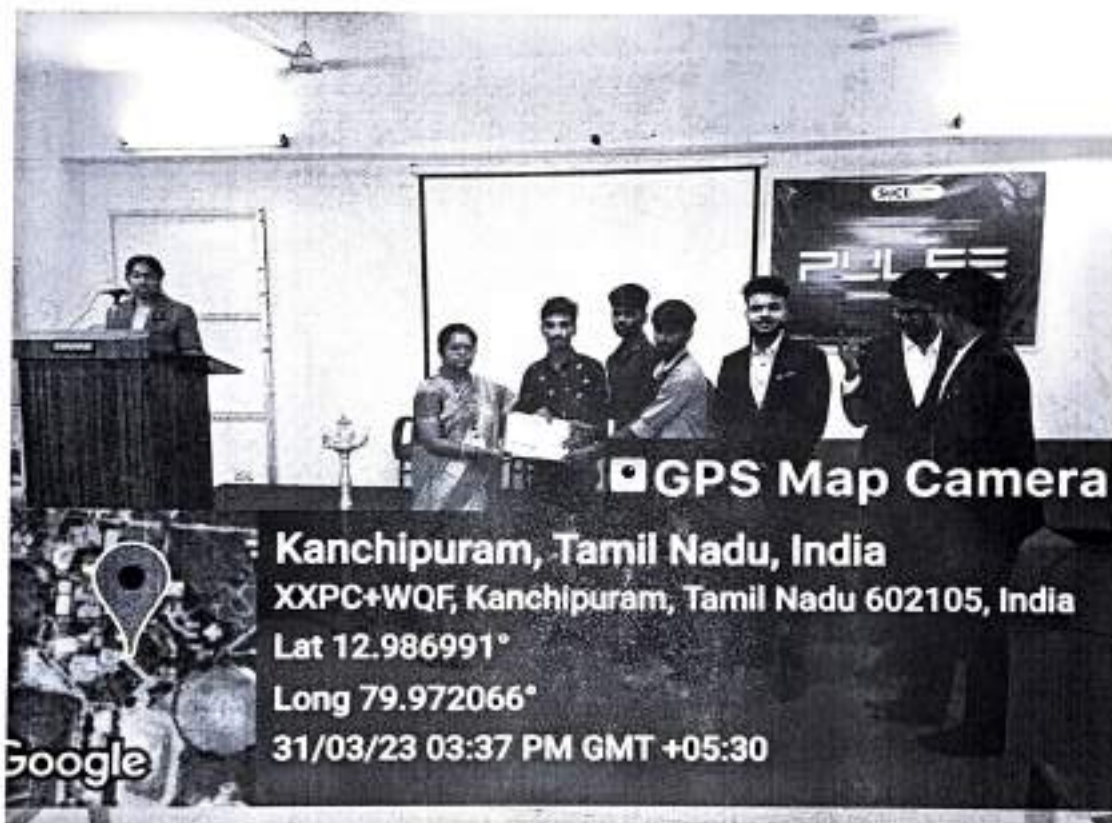 PULSE
GPS Map Camera
Kanchipuram, Tamil Nadu, India
XXPC+WQF, Kanchipuram, Tamil Nadu 602105, India
Lat 12.986991°
Long 79.972066°
31/03/23 03:37 PM GMT +05:30
Google